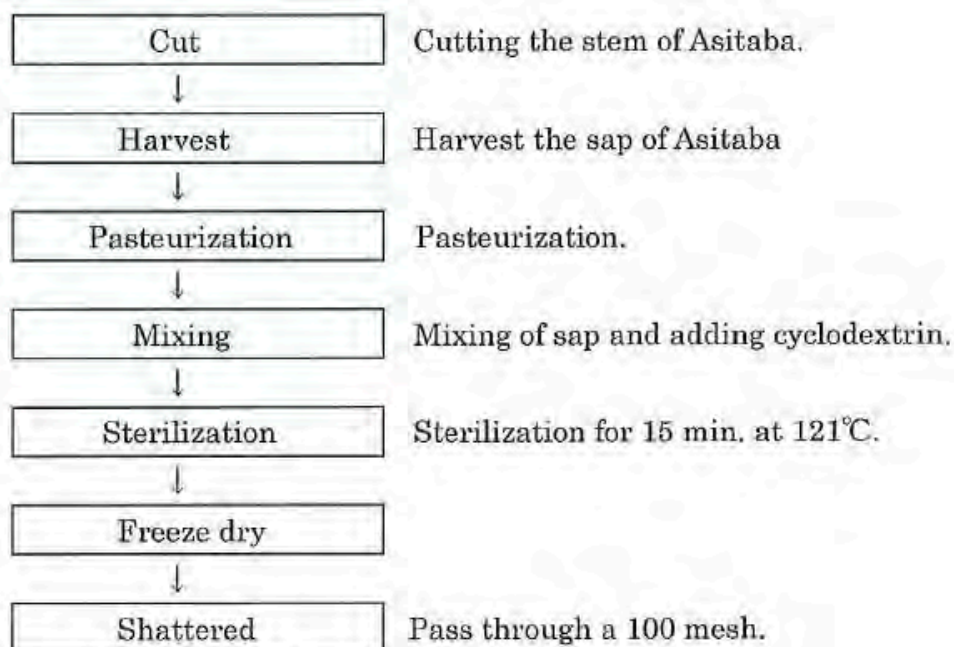 Cut Cutting the stem of Asitaba.
↓
Harvest Harvest the sap of Asitaba
↓
Pasteurization Pasteurization.
↓
Mixing Mixing of sap and adding cyclodextrin.
↓
Sterilization Sterilization for 15 min. at 121℃.
↓
Freeze dry
↓
Shattered Pass through a 100 mesh.